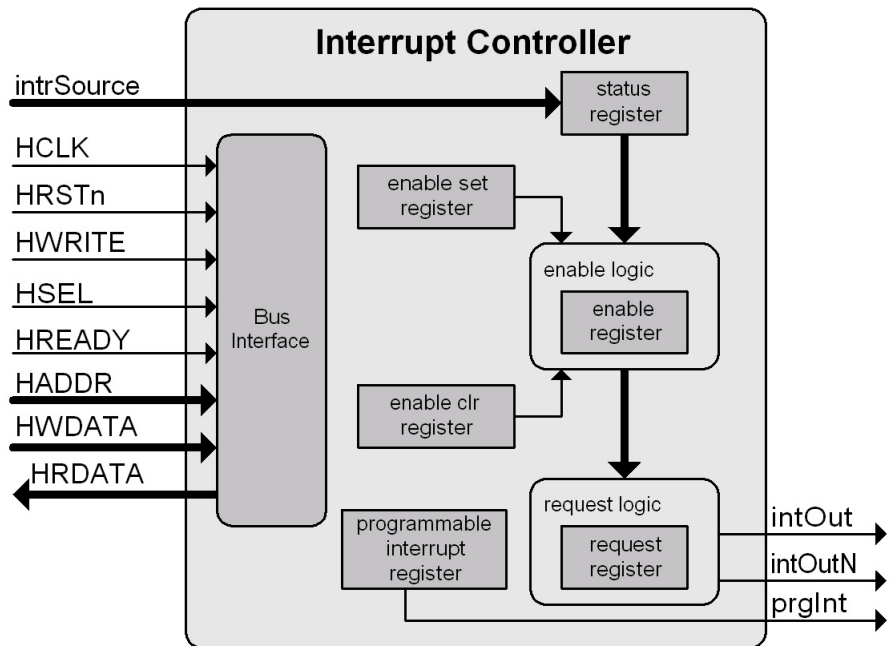 Interrupt Controller
intrSource
status
register
HCLK
enable set
register
HRSTn
HWRITE
enable logic
HSEL
enable
register
Bus
Interface
HREADY
HADDR
enable clr
register
HWDATA
HRDATA
request logic
programmable
interrupt
register
request
register
intOut
intOutN
prgInt